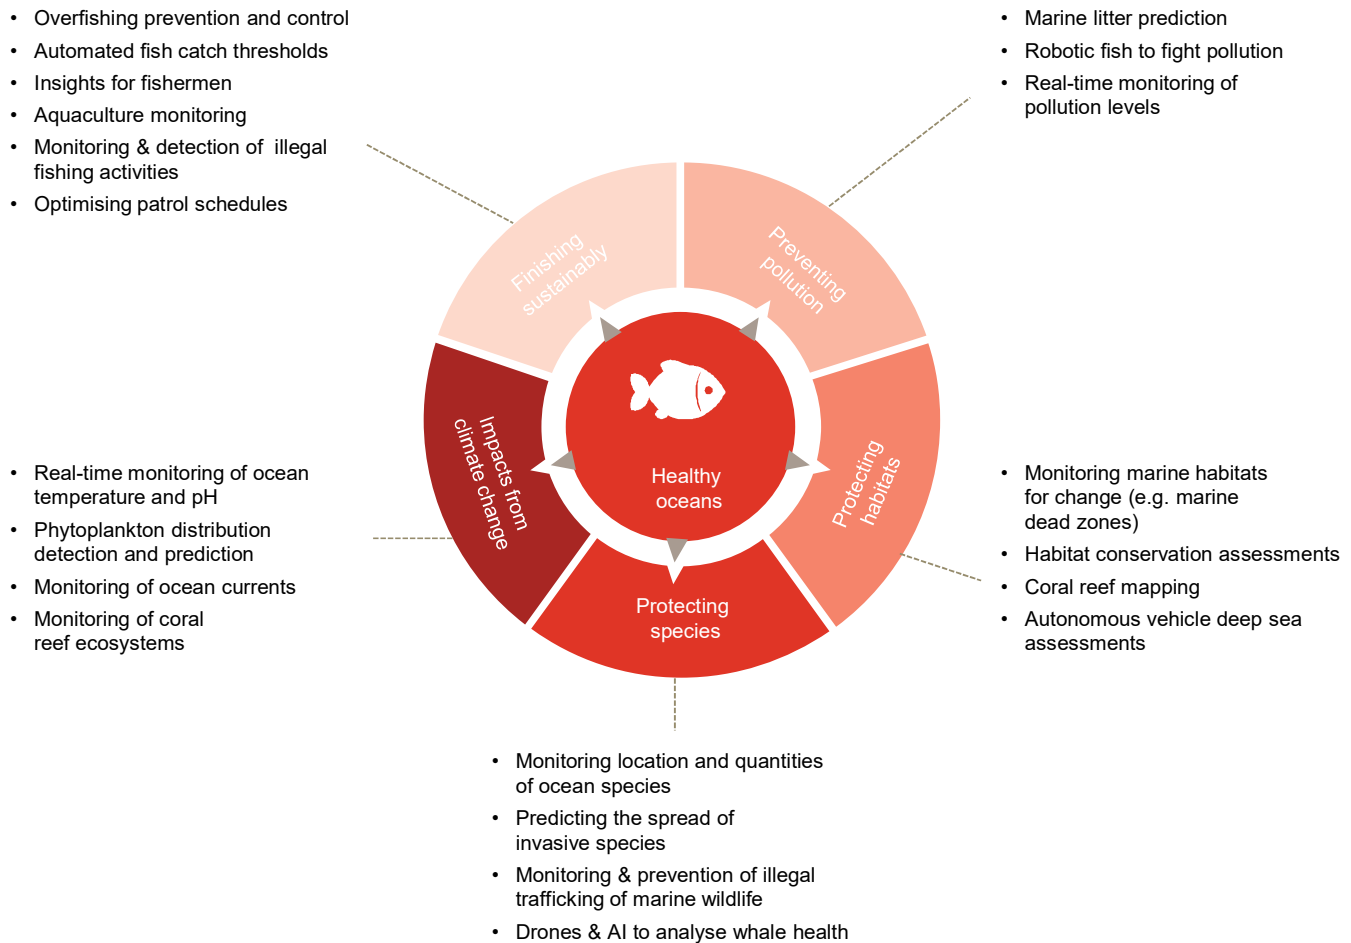 • Overfishing prevention and control
• Automated fish catch thresholds
• Insights for fishermen
• Aquaculture monitoring
• Monitoring & detection of illegal
fishing activities
• Optimising patrol schedules
• Marine litter prediction
• Robotic fish to fight pollution
• Real-time monitoring of
pollution levels
Finishing
sustainably
Preventing
pollution
Impacts from
climate change
Healthy
oceans
Protecting
habitats
Protecting
species
• Real-time monitoring of ocean
temperature and pH
• Phytoplankton distribution
detection and prediction
• Monitoring of ocean currents
• Monitoring of coral
reef ecosystems
• Monitoring marine habitats
for change (e.g. marine
dead zones)
• Habitat conservation assessments
• Coral reef mapping
• Autonomous vehicle deep sea
assessments
• Monitoring location and quantities
of ocean species
• Predicting the spread of
invasive species
• Monitoring & prevention of illegal
trafficking of marine wildlife
• Drones & AI to analyse whale health